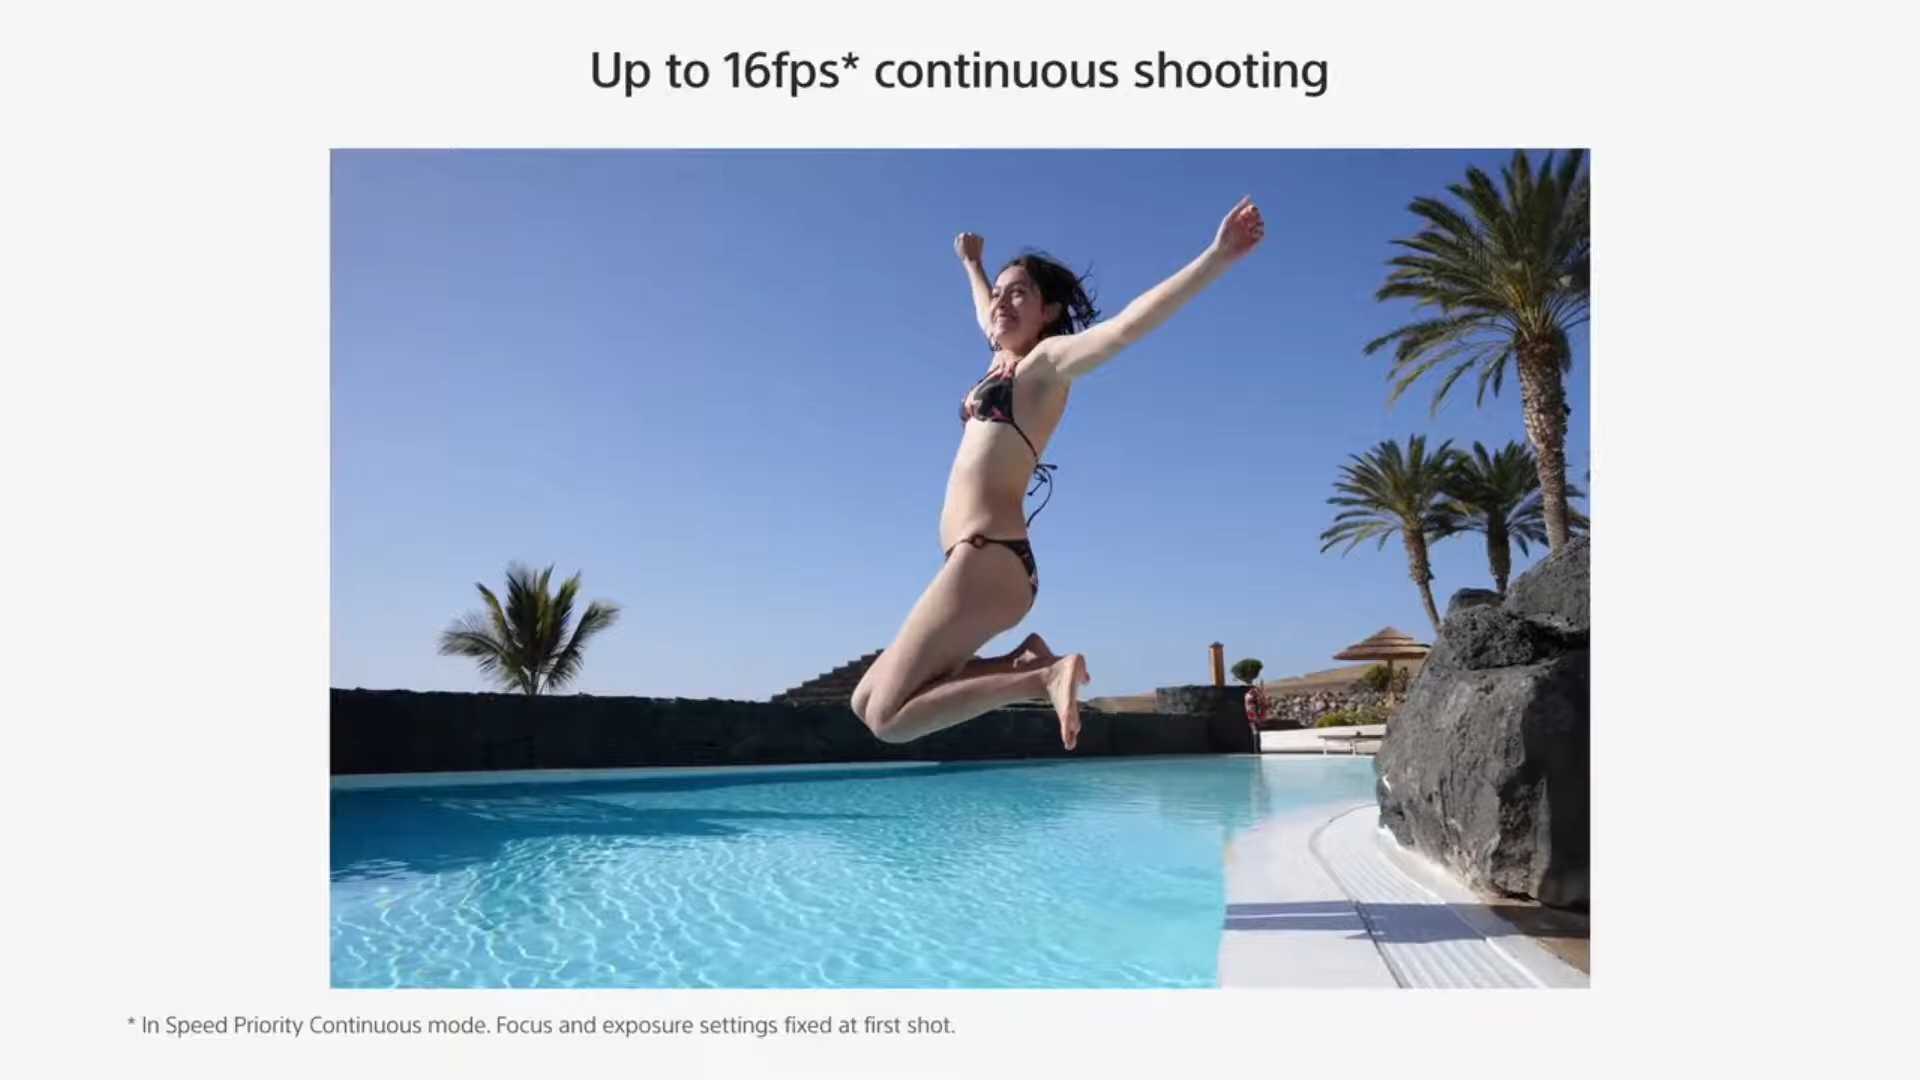 Up to 16fps* continuous shooting
* In Speed Priority Continuous mode. Focus and exposure settings fixed at first shot.